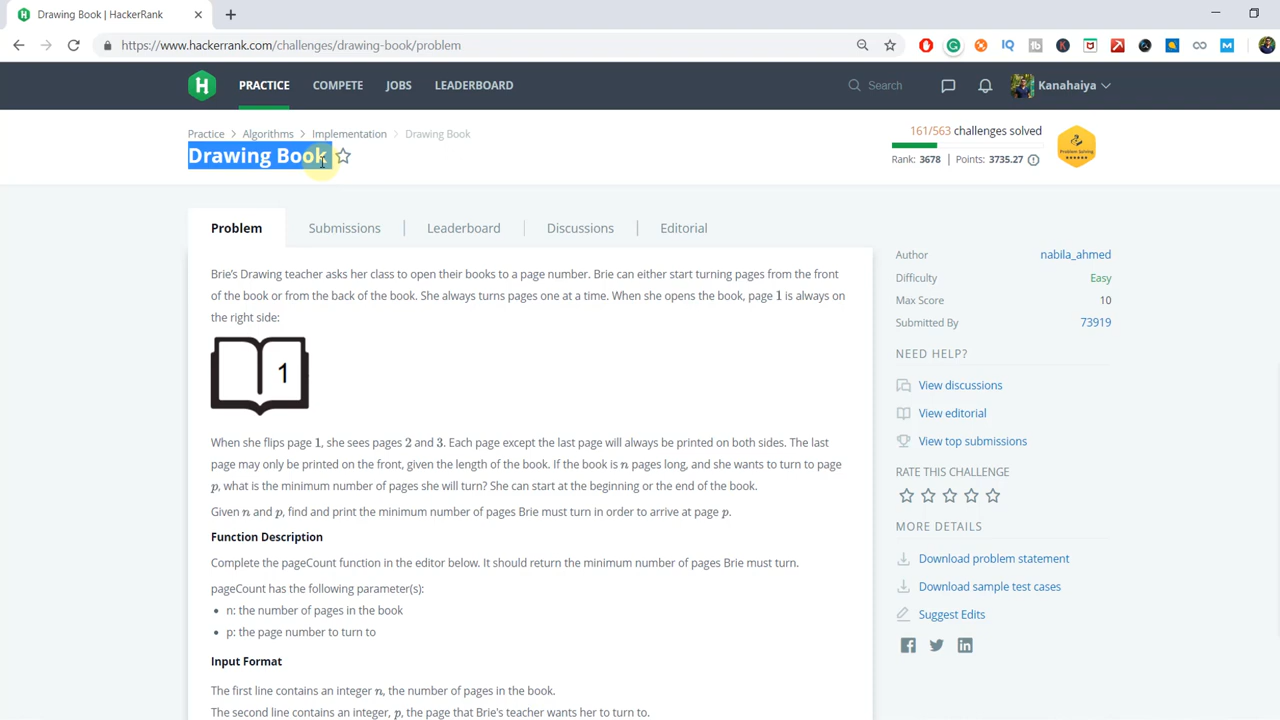 Drawing Book | HackerRank
https://www.hackerrank.com/challenges/drawing-book/problem
PRACTICE COMPETE JOBS LEADERBOARD Search Kanahaiya
Practice > Algorithms > Implementation > Drawing Book
Drawing Book
161/563 challenges solved
Rank: 3678 | Points: 3735.27
Problem Solving
Problem Submissions Leaderboard Discussions Editorial
Brie's Drawing teacher asks her class to open their books to a page number. Brie can either start turning pages from the front
of the book or from the back of the book. She always turns pages one at a time. When she opens the book, page 1 is always on
the right side:
1
When she flips page 1, she sees pages 2 and 3. Each page except the last page will always be printed on both sides. The last
page may only be printed on the front, given the length of the book. If the book is n pages long, and she wants to turn to page
p, what is the minimum number of pages she will turn? She can start at the beginning or the end of the book.
Given n and p, find and print the minimum number of pages Brie must turn in order to arrive at page p.
Function Description
Complete the pageCount function in the editor below. It should return the minimum number of pages Brie must turn.
pageCount has the following parameter(s):
• n: the number of pages in the book
• p: the page number to turn to
Input Format
The first line contains an integer n, the number of pages in the book.
The second line contains an integer, p, the page that Brie's teacher wants her to turn to.
Author nabila_ahmed
Difficulty Easy
Max Score 10
Submitted By 73919
NEED HELP?
View discussions
View editorial
View top submissions
RATE THIS CHALLENGE
MORE DETAILS
Download problem statement
Download sample test cases
Suggest Edits